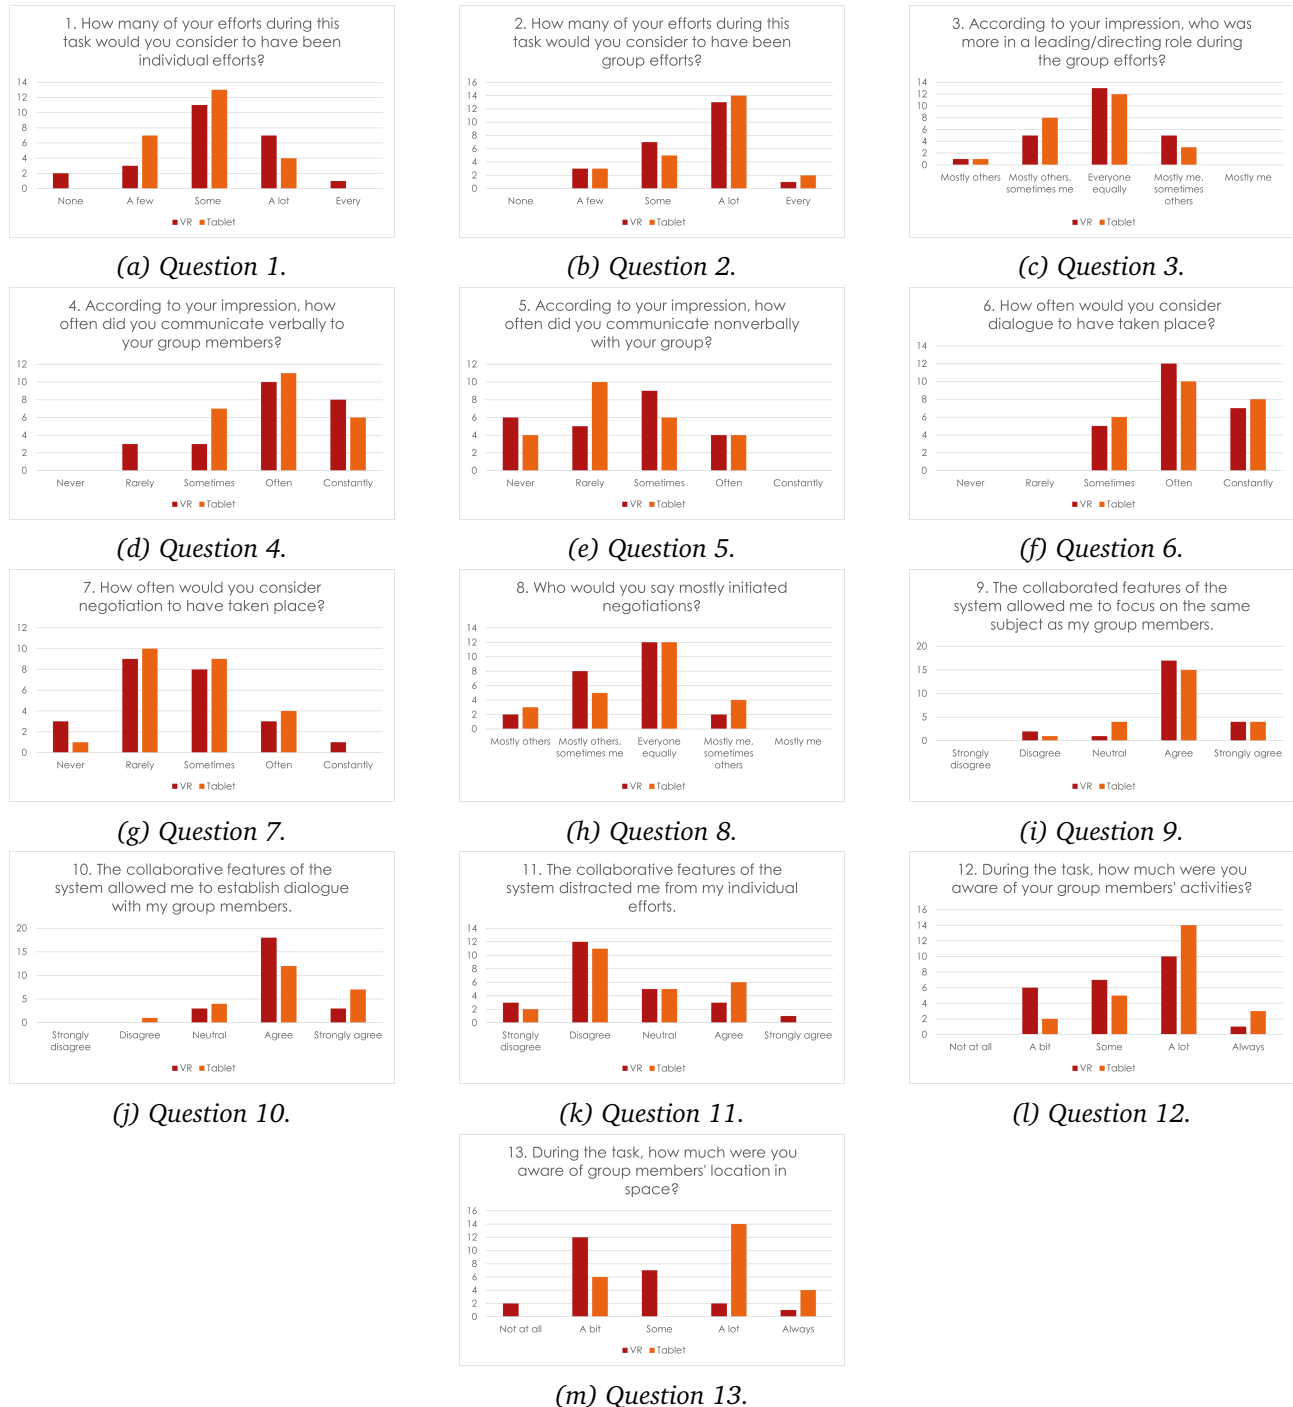 1. How many of your efforts during this
task would you consider to have been
individual efforts?
14
12
10
8
6
4
2
0
None A few Some A lot Every
VR Tablet
(a) Question 1.
2. How many of your efforts during this
task would you consider to have been
group efforts?
16
14
12
10
8
6
4
2
0
None A few Some A lot Every
VR Tablet
(b) Question 2.
3. According to your impression, who was
more in a leading/directing role during
the group efforts?
14
12
10
8
6
4
2
0
Mostly others Mostly others, Everyone Mostly me, Mostly me
sometimes me equally sometimes
others
VR Tablet
(c) Question 3.
4. According to your impression, how
often did you communicate verbally to
your group members?
12
10
8
6
4
2
0
Never Rarely Sometimes Often Constantly
VR Tablet
(d) Question 4.
5. According to your impression, how
often did you communicate nonverbally
with your group?
12
10
8
6
4
2
0
Never Rarely Sometimes Often Constantly
VR Tablet
(e) Question 5.
6. How often would you consider
dialogue to have taken place?
14
12
10
8
6
4
2
0
Never Rarely Sometimes Often Constantly
VR Tablet
(f) Question 6.
7. How often would you consider
negotiation to have taken place?
12
10
8
6
4
2
0
Never Rarely Sometimes Often Constantly
VR Tablet
(g) Question 7.
8. Who would you say mostly initiated
negotiations?
14
12
10
8
6
4
2
0
Mostly others Mostly others, Everyone Mostly me, Mostly me
sometimes me equally sometimes
others
VR Tablet
(h) Question 8.
9. The collaborated features of the
system allowed me to focus on the same
subject as my group members.
20
15
10
5
0
Strongly Disagree Neutral Agree Strongly agree
disagree
VR Tablet
(i) Question 9.
10. The collaborative features of the
system allowed me to establish dialogue
with my group members.
20
15
10
5
0
Strongly Disagree Neutral Agree Strongly agree
disagree
VR Tablet
(j) Question 10.
11. The collaborative features of the
system distracted me from my individual
efforts.
14
12
10
8
6
4
2
0
Strongly Disagree Neutral Agree Strongly agree
disagree
VR Tablet
(k) Question 11.
12. During the task, how much were you
aware of your group members' activities?
16
14
12
10
8
6
4
2
0
Not at all A bit Some A lot Always
VR Tablet
(l) Question 12.
13. During the task, how much were you
aware of group members' location in
space?
16
14
12
10
8
6
4
2
0
Not at all A bit Some A lot Always
VR Tablet
(m) Question 13.